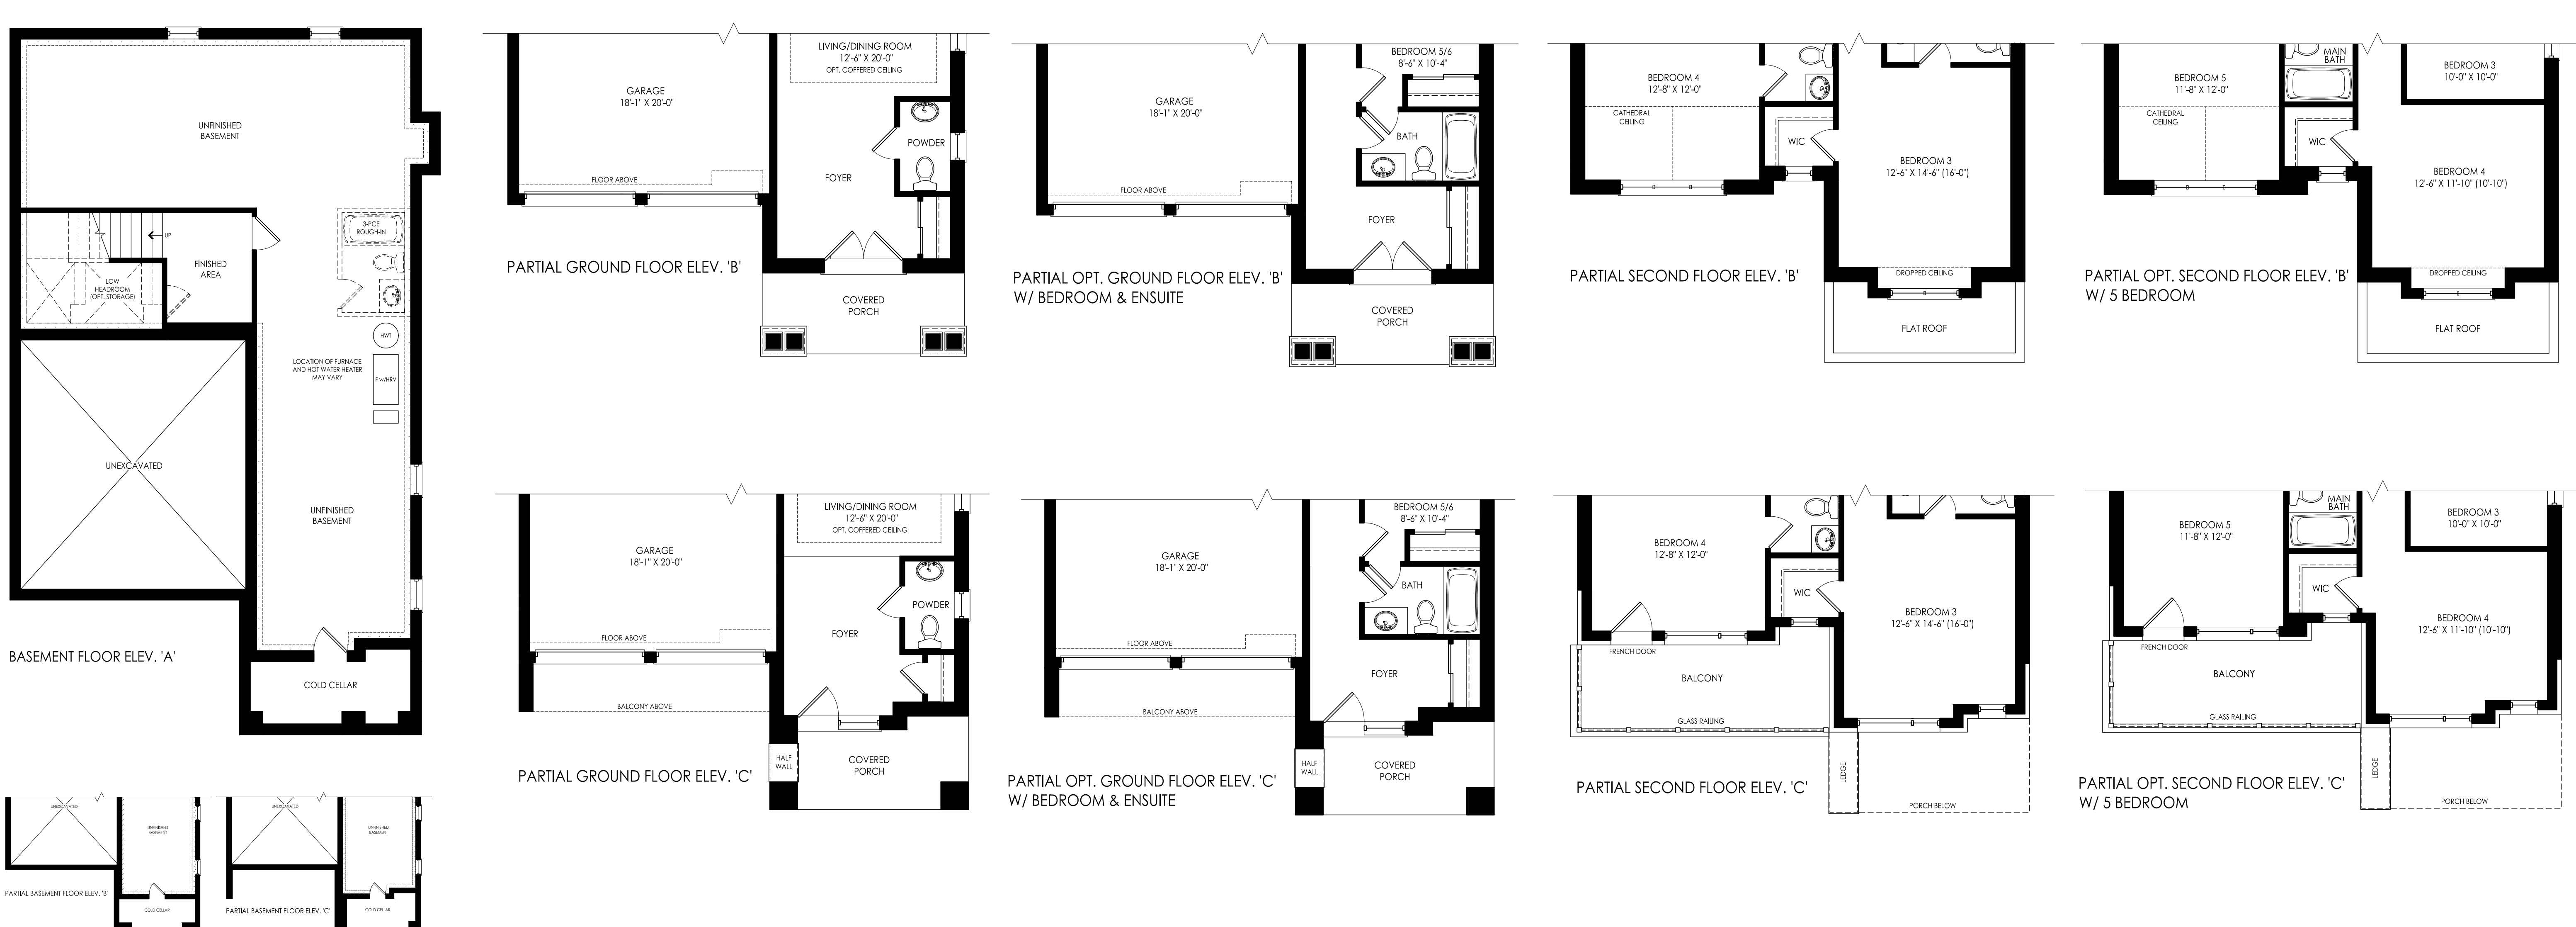 UNFINISHED
BASEMENT
3-PCE
ROUGH-IN
UP
FINISHED
AREA
LOW
HEADROOM
(OPT. STORAGE)
HWT
LOCATION OF FURNACE
AND HOT WATER HEATER
MAY VARY
F w/HRV
UNEXCAVATED
UNFINISHED
BASEMENT
COLD CELLAR
BASEMENT FLOOR ELEV. 'A'
LIVING/DINING ROOM
12'-6" X 20'-0"
OPT. COFFERED CEILING
GARAGE
18'-1" X 20'-0"
POWDER
FLOOR ABOVE
FOYER
COVERED
PORCH
PARTIAL GROUND FLOOR ELEV. 'B'
BEDROOM 5/6
8'-6" X 10'-4"
GARAGE
18'-1" X 20'-0"
BATH
FLOOR ABOVE
FOYER
COVERED
PORCH
PARTIAL OPT. GROUND FLOOR ELEV. 'B'
W/ BEDROOM & ENSUITE
BEDROOM 4
12'-8" X 12'-0"
CATHEDRAL
CEILING
WIC
BEDROOM 3
12'-6" X 14'-6" (16'-0")
DROPPED CEILING
FLAT ROOF
PARTIAL SECOND FLOOR ELEV. 'B'
MAIN
BATH
BEDROOM 3
10'-0" X 10'-0"
BEDROOM 5
11'-8" X 12'-0"
CATHEDRAL
CEILING
WIC
BEDROOM 4
12'-6" X 11'-10" (10'-10")
DROPPED CEILING
FLAT ROOF
PARTIAL OPT. SECOND FLOOR ELEV. 'B'
W/ 5 BEDROOM
LIVING/DINING ROOM
12'-6" X 20'-0"
OPT. COFFERED CEILING
GARAGE
18'-1" X 20'-0"
POWDER
FLOOR ABOVE
FOYER
BALCONY ABOVE
HALF
WALL
COVERED
PORCH
PARTIAL GROUND FLOOR ELEV. 'C'
BEDROOM 5/6
8'-6" X 10'-4"
GARAGE
18'-1" X 20'-0"
BATH
FLOOR ABOVE
FOYER
BALCONY ABOVE
HALF
WALL
COVERED
PORCH
PARTIAL OPT. GROUND FLOOR ELEV. 'C'
W/ BEDROOM & ENSUITE
BEDROOM 4
12'-8" X 12'-0"
WIC
BEDROOM 3
12'-6" X 14'-6" (16'-0")
FRENCH DOOR
BALCONY
GLASS RAILING
LEDGE
PORCH BELOW
PARTIAL SECOND FLOOR ELEV. 'C'
MAIN
BATH
BEDROOM 3
10'-0" X 10'-0"
BEDROOM 5
11'-8" X 12'-0"
WIC
BEDROOM 4
12'-6" X 11'-10" (10'-10")
FRENCH DOOR
BALCONY
GLASS RAILING
LEDGE
PORCH BELOW
PARTIAL OPT. SECOND FLOOR ELEV. 'C'
W/ 5 BEDROOM
UNEXCAVATED
UNFINISHED
BASEMENT
COLD CELLAR
PARTIAL BASEMENT FLOOR ELEV. 'B'
UNEXCAVATED
UNFINISHED
BASEMENT
COLD CELLAR
PARTIAL BASEMENT FLOOR ELEV. 'C'